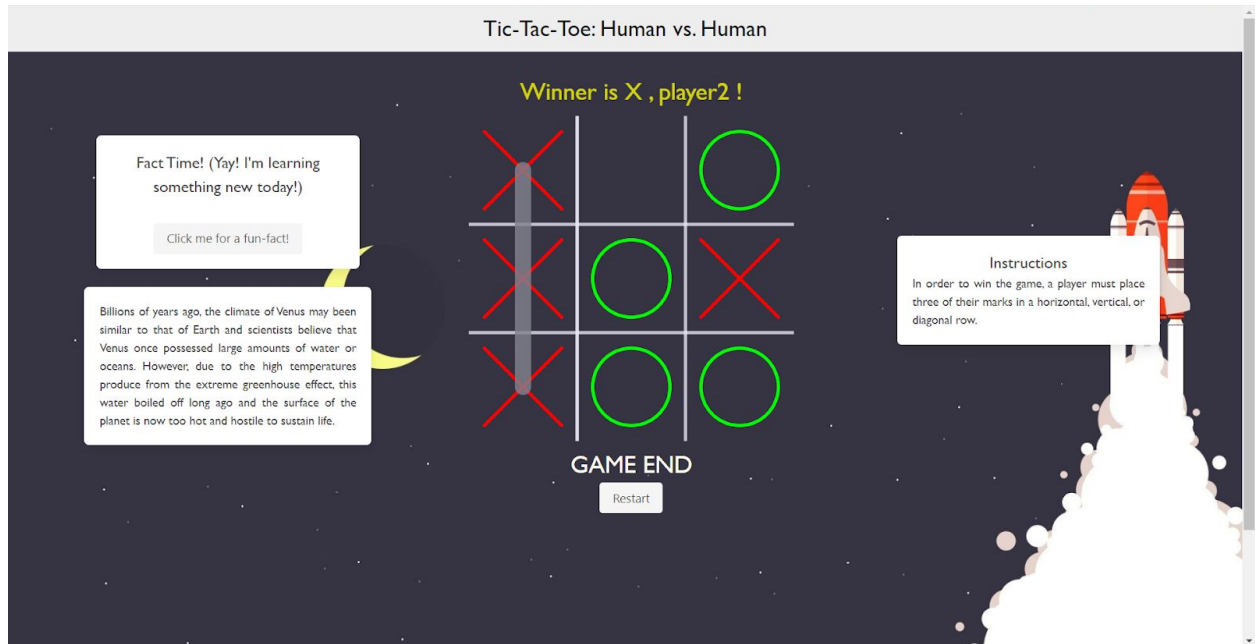 Tic-Tac-Toe: Human vs. Human
Winner is X , player2 !
Fact Time! (Yay! I'm learning
something new today!)
Click me for a fun-fact!
Billions of years ago, the climate of Venus may been
similar to that of Earth and scientists believe that
Venus once possessed large amounts of water or
oceans. However, due to the high temperatures
produce from the extreme greenhouse effect, this
water boiled off long ago and the surface of the
planet is now too hot and hostile to sustain life.
Instructions
In order to win the game, a player must place
three of their marks in a horizontal, vertical, or
diagonal row.
GAME END
Restart